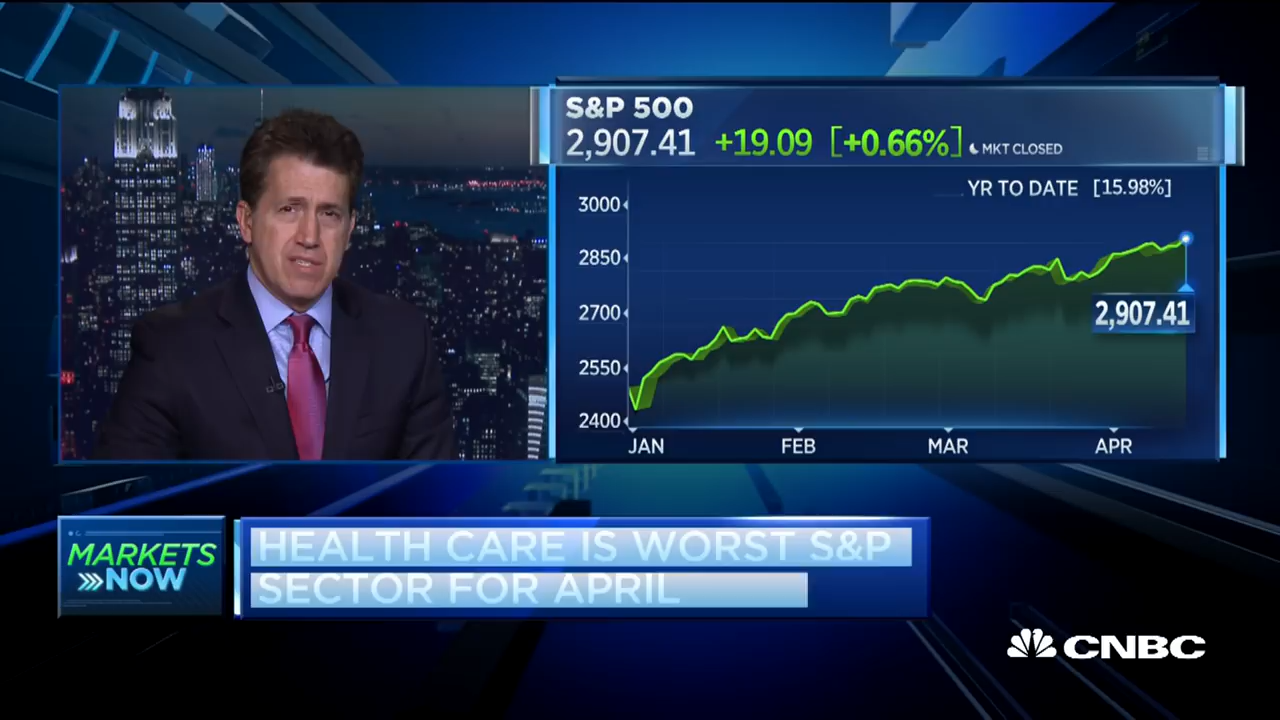 S&P 500
2,907.41 +19.09 [+0.66%] MKT CLOSED
YR TO DATE [15.98%]
3000
2850
2700
2550
2400
2,907.41
JAN FEB MAR APR
MARKETS
NOW
HEALTH CARE IS WORST S&P
SECTOR FOR APRIL
CNBC